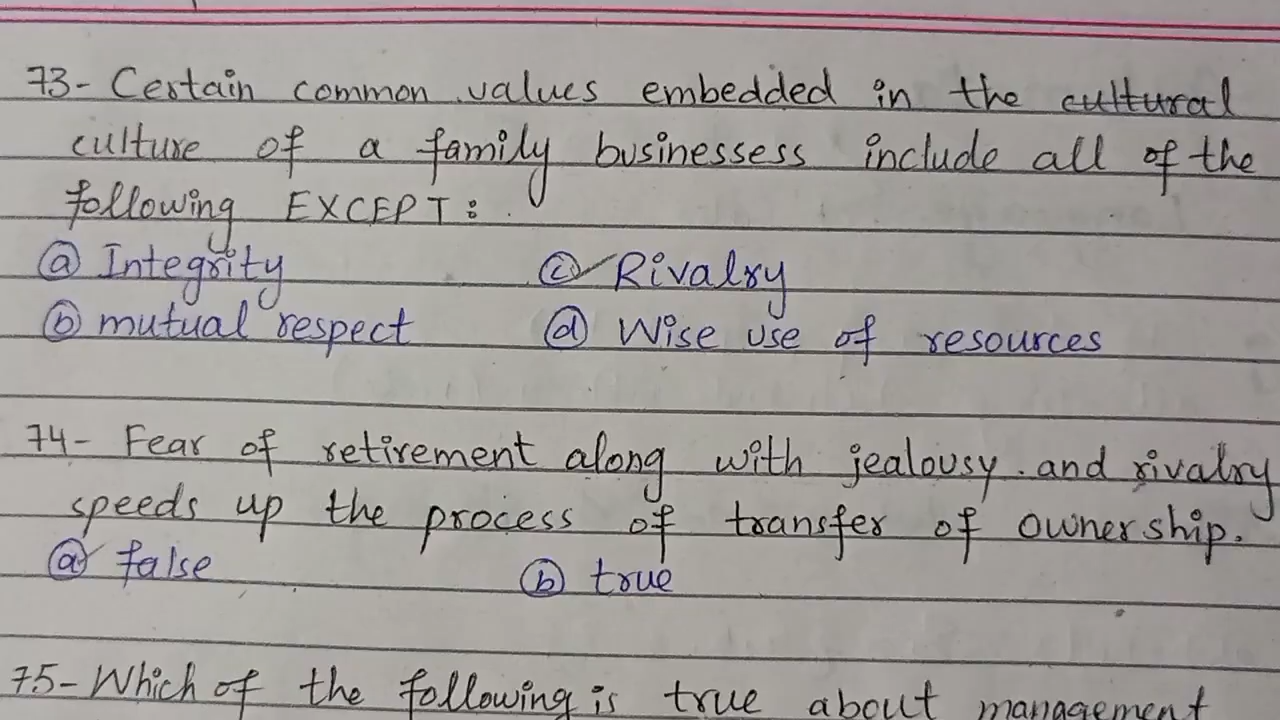 73- Certain common values embedded in the cultural
culture of a family businessess include all of the
following EXCEPT:
ⓐ Integrity ⓒ✓ Rivalry
ⓑ mutual respect ⓓ Wise use of resources
74- Fear of retirement along with jealousy and rivalry
speeds up the process of transfer of ownership.
ⓐ✓ false ⓑ true
75- Which of the following is true about management